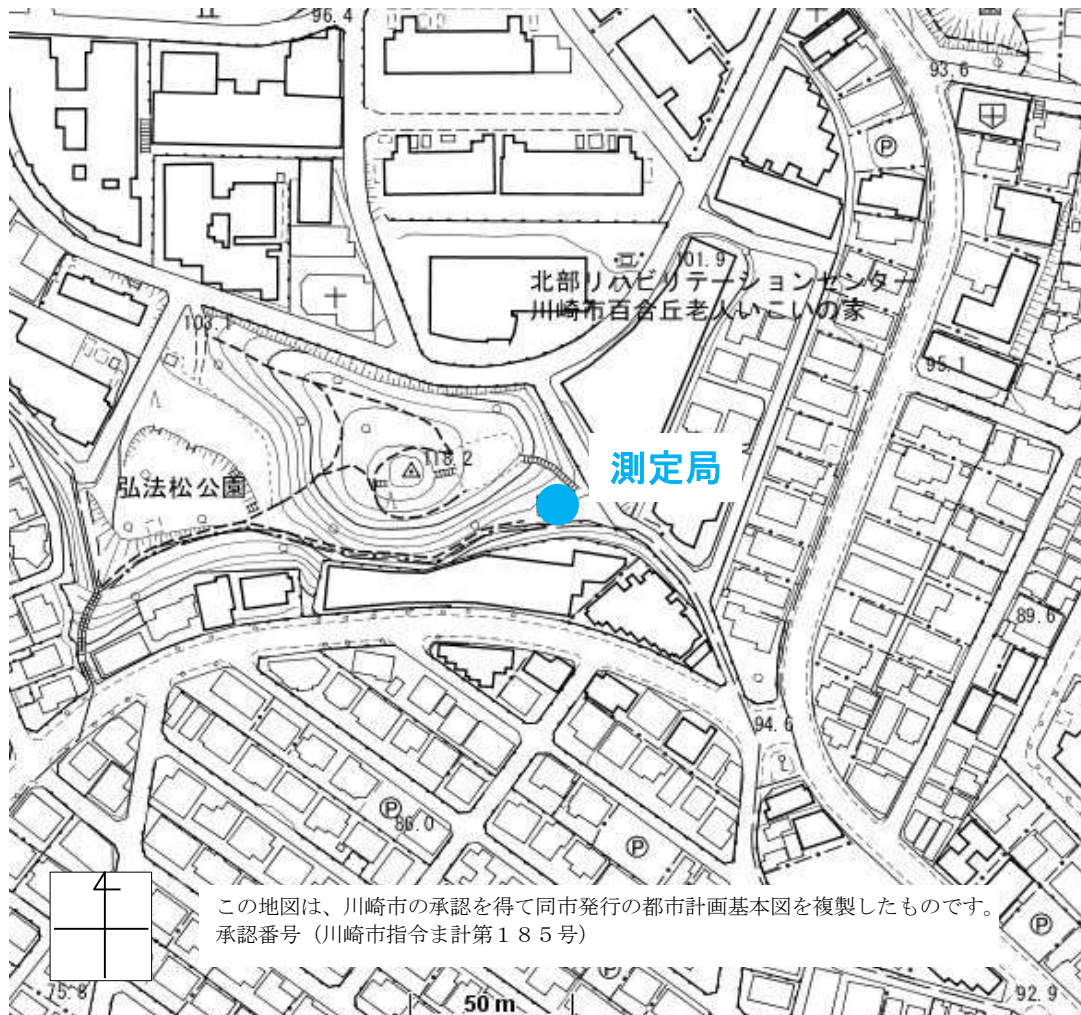 96.4
93.6
Ⓟ
101.9
北部リハビリテーションセンター
川崎市百合丘老人いこいの家
103.1
95.1
118.2
測定局
弘法松公園
89.6
94.6
Ⓟ
86.0
Ⓟ
この地図は、川崎市の承認を得て同市発行の都市計画基本図を複製したものです。
承認番号（川崎市指令ま計第１８５号）
Ⓟ
Ⓟ
75.8
50 m
92.9